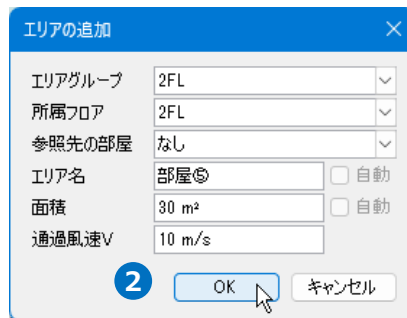 エリアの追加
エリアグループ 2FL
所属フロア 2FL
参照先の部屋 なし
エリア名 部屋⑤ 自動
面積 30 m² 自動
通過風速V 10 m/s
2 OK キャンセル